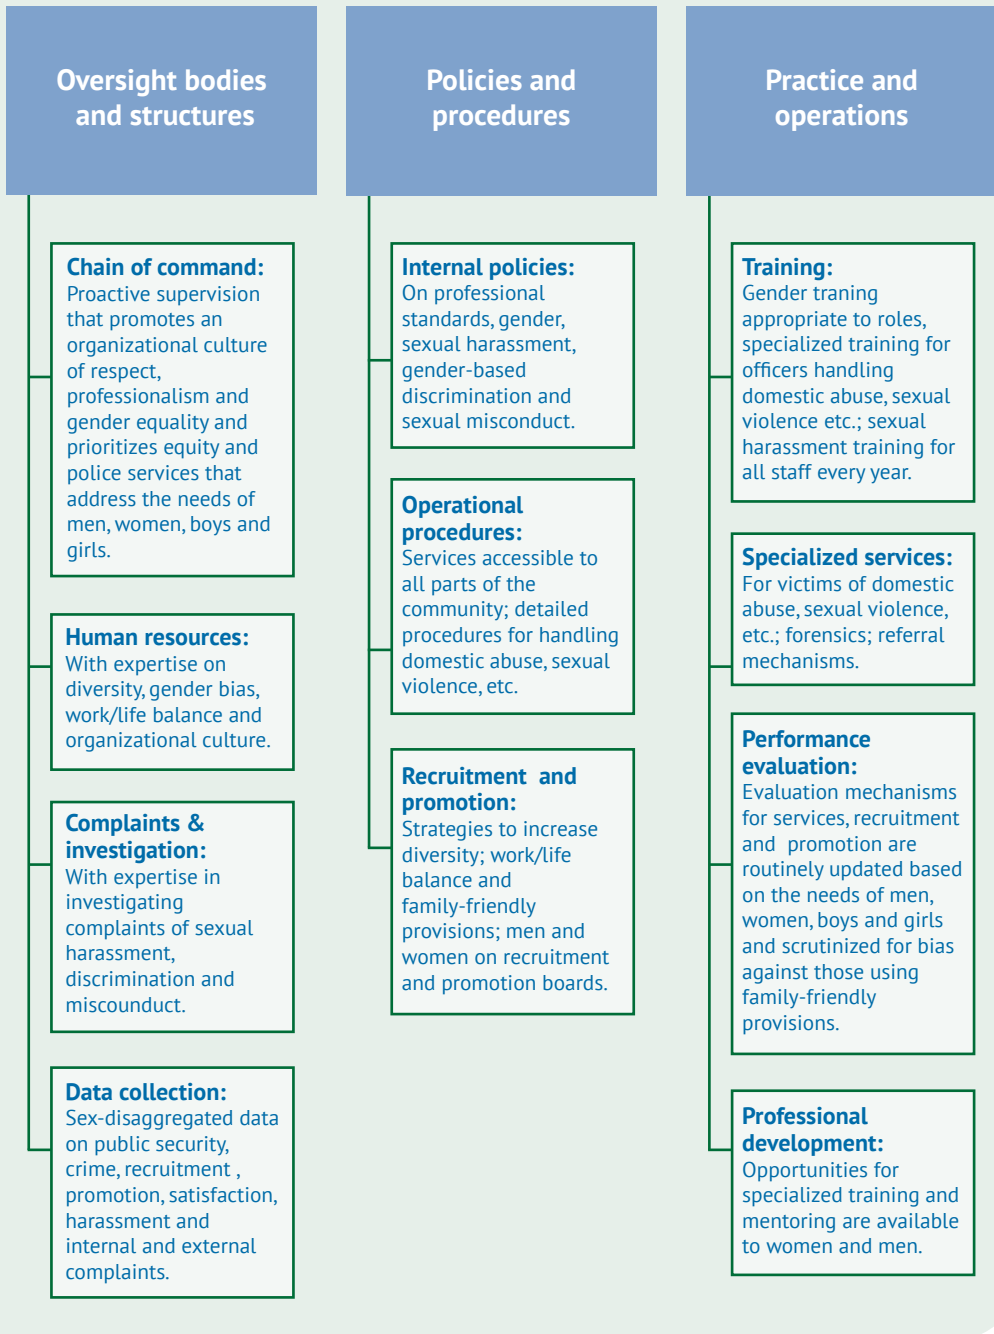 Oversight bodies
and structures
Chain of command:
Proactive supervision
that promotes an
organizational culture
of respect,
professionalism and
gender equality and
prioritizes equity and
police services that
address the needs of
men, women, boys and
girls.
Human resources:
With expertise on
diversity, gender bias,
work/life balance and
organizational culture.
Complaints &
investigation:
With expertise in
investigating
complaints of sexual
harassment,
discrimination and
miscounduct.
Data collection:
Sex-disaggregated data
on public security,
crime, recruitment ,
promotion, satisfaction,
harassment and
internal and external
complaints.
Policies and
procedures
Internal policies:
On professional
standards, gender,
sexual harassment,
gender-based
discrimination and
sexual misconduct.
Operational
procedures:
Services accessible to
all parts of the
community; detailed
procedures for handling
domestic abuse, sexual
violence, etc.
Recruitment  and
promotion:
Strategies to increase
diversity; work/life
balance and
family-friendly
provisions; men and
women on recruitment
and promotion boards.
Practice and
operations
Training:
Gender traning
appropriate to roles,
specialized training for
officers handling
domestic abuse, sexual
violence etc.; sexual
harassment training for
all staff every year.
Specialized services:
For victims of domestic
abuse, sexual violence,
etc.; forensics; referral
mechanisms.
Performance
evaluation:
Evaluation mechanisms
for services, recruitment
and  promotion are
routinely updated based
on the needs of men,
women, boys and girls
and scrutinized for bias
against those using
family-friendly
provisions.
Professional
development:
Opportunities for
specialized training and
mentoring are available
to women and men.